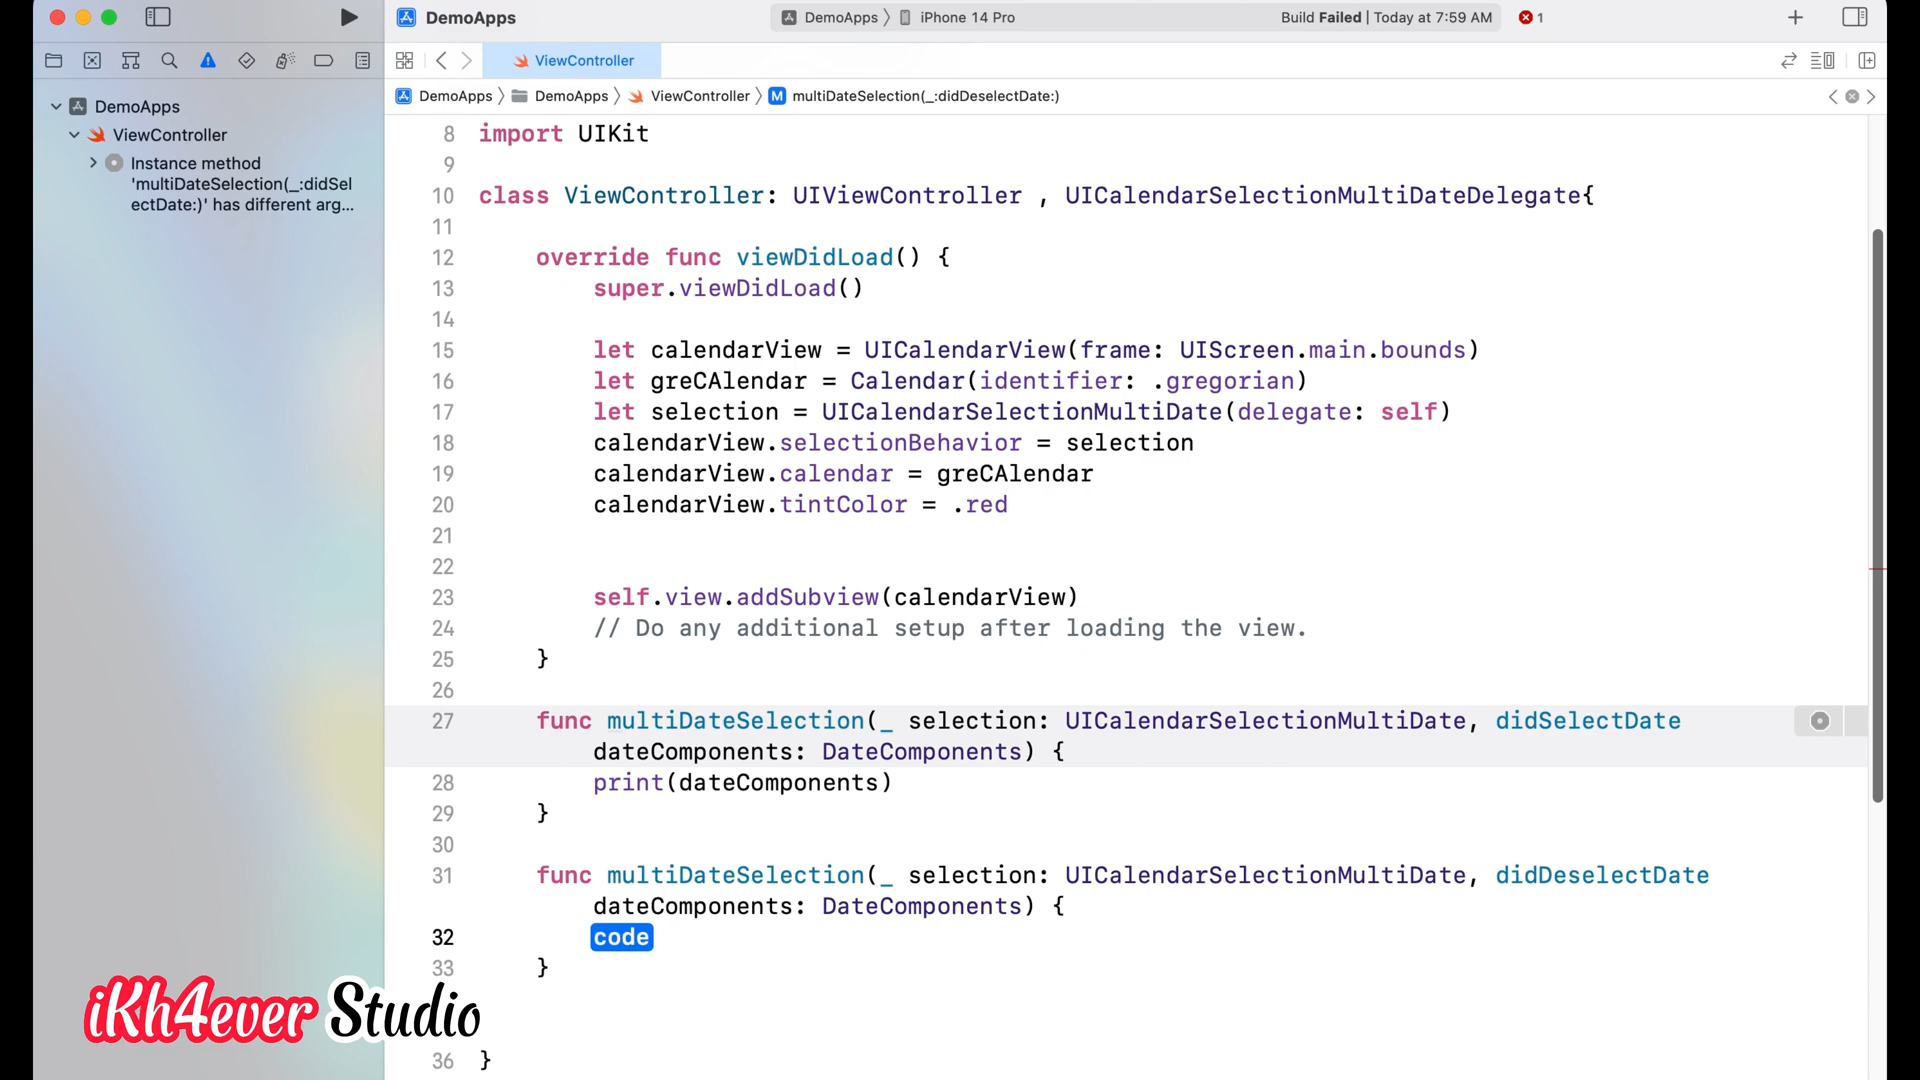 DemoApps
DemoApps
iPhone 14 Pro
Build Failed | Today at 7:59 AM
1
ViewController
DemoApps
DemoApps
ViewController
M
multiDateSelection(_:didDeselectDate:)
DemoApps
ViewController
Instance method
'multiDateSelection(_:didSel
ectDate:)' has different arg...
8 import UIKit
9
10 class ViewController: UIViewController , UICalendarSelectionMultiDateDelegate{
11
12 override func viewDidLoad() {
13 super.viewDidLoad()
14
15 let calendarView = UICalendarView(frame: UIScreen.main.bounds)
16 let greCAlendar = Calendar(identifier: .gregorian)
17 let selection = UICalendarSelectionMultiDate(delegate: self)
18 calendarView.selectionBehavior = selection
19 calendarView.calendar = greCAlendar
20 calendarView.tintColor = .red
21
22
23 self.view.addSubview(calendarView)
24 // Do any additional setup after loading the view.
25 }
26
27 func multiDateSelection(_ selection: UICalendarSelectionMultiDate, didSelectDate
dateComponents: DateComponents) {
28 print(dateComponents)
29 }
30
31 func multiDateSelection(_ selection: UICalendarSelectionMultiDate, didDeselectDate
dateComponents: DateComponents) {
32 code
33 }
36 }
iKh4ever Studio